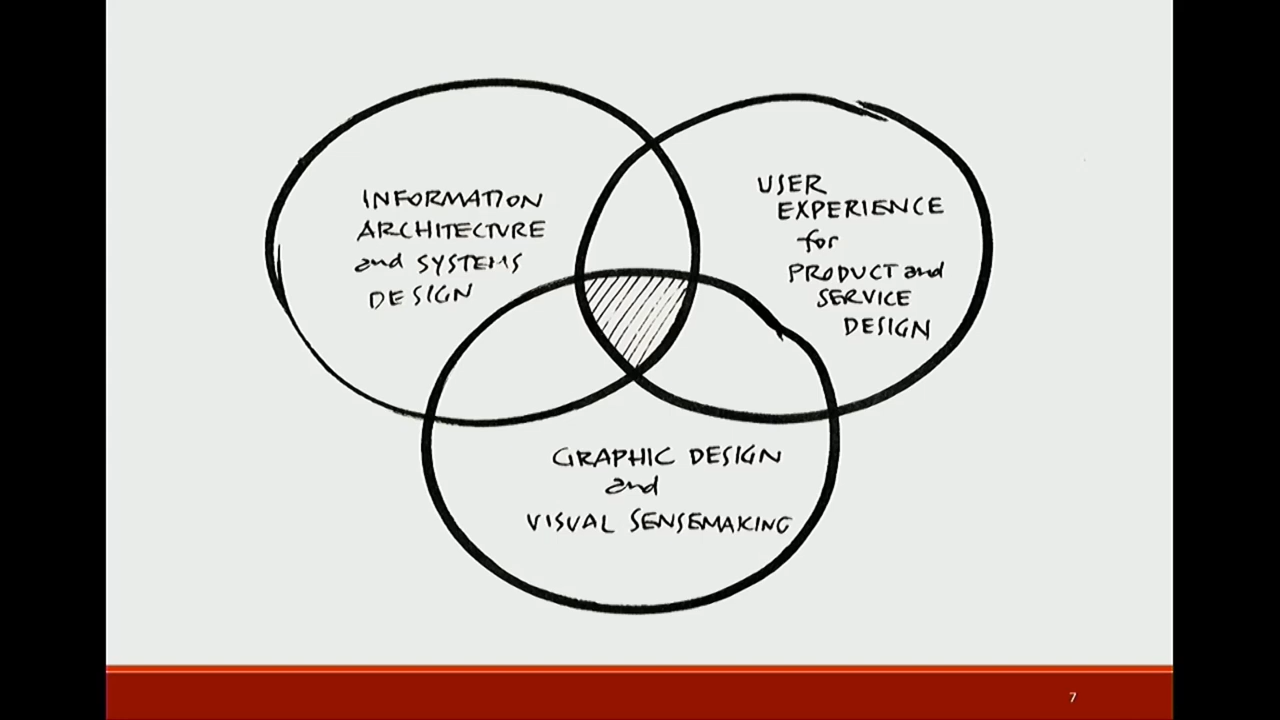 INFORMATION
ARCHITECTURE
and SYSTEMS
DESIGN
USER
EXPERIENCE
for
PRODUCT and
SERVICE
DESIGN
GRAPHIC DESIGN
and
VISUAL SENSEMAKING
7